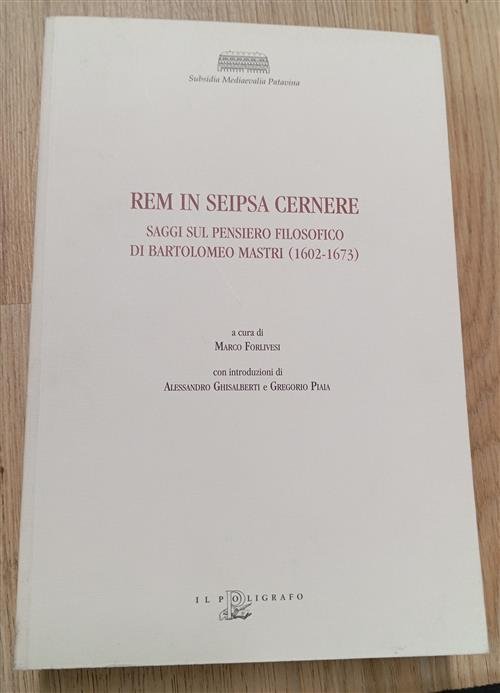 Subsidia Mediaevalia Patavina
REM IN SEIPSA CERNERE
SAGGI SUL PENSIERO FILOSOFICO
DI BARTOLOMEO MASTRI (1602-1673)
a cura di
MARCO FORLIVESI
con introduzioni di
ALESSANDRO GHISALBERTI e GREGORIO PIAIA
IL POLIGRAFO